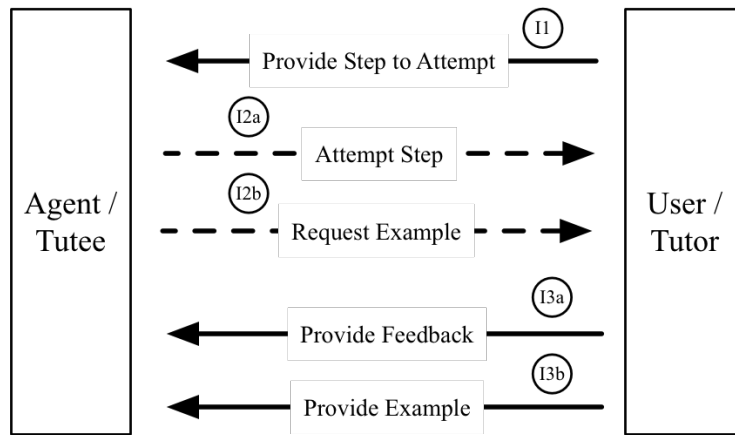 I1
Provide Step to Attempt
I2a
Attempt Step
I2b
Agent /
Tutee
Request Example
User /
Tutor
I3a
Provide Feedback
I3b
Provide Example